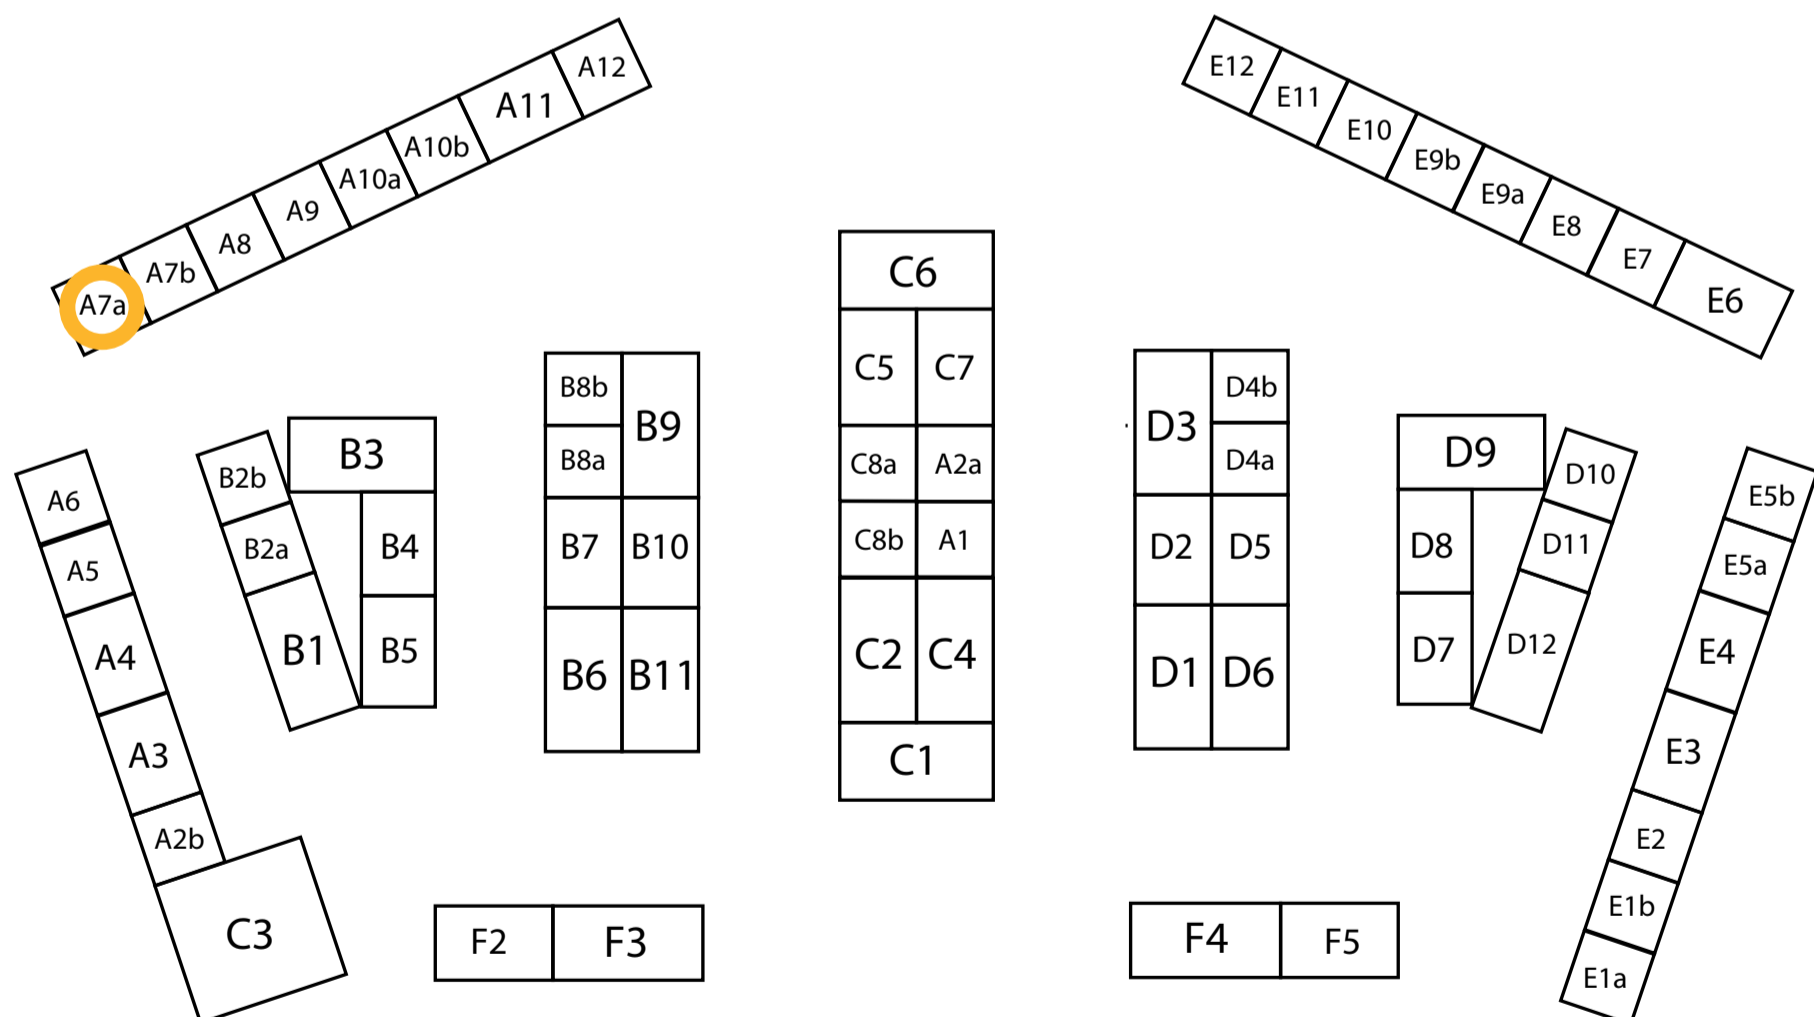 A12
A11
A10b
A10a
A9
A8
A7b
A7a
E12
E11
E10
E9b
E9a
E8
E7
E6
A6
A5
A4
A3
A2b
C3
B2b
B2a
B1
B3
B4
B5
B8b
B9
B8a
B7 B10
B6 B11
C6
C5 C7
C8a A2a
C8b A1
C2 C4
C1
D3 D4b
D4a
D2 D5
D1 D6
D9
D8
D7
D10
D11
D12
E5b
E5a
E4
E3
E2
E1b
E1a
F2 F3
F4 F5